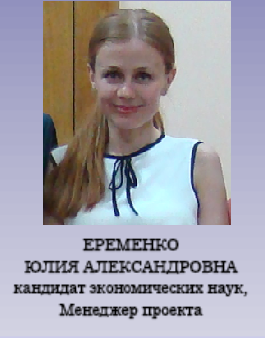 ЕРЕМЕНКО
ЮЛИЯ АЛЕКСАНДРОВНА
кандидат экономических наук,
Менеджер проекта